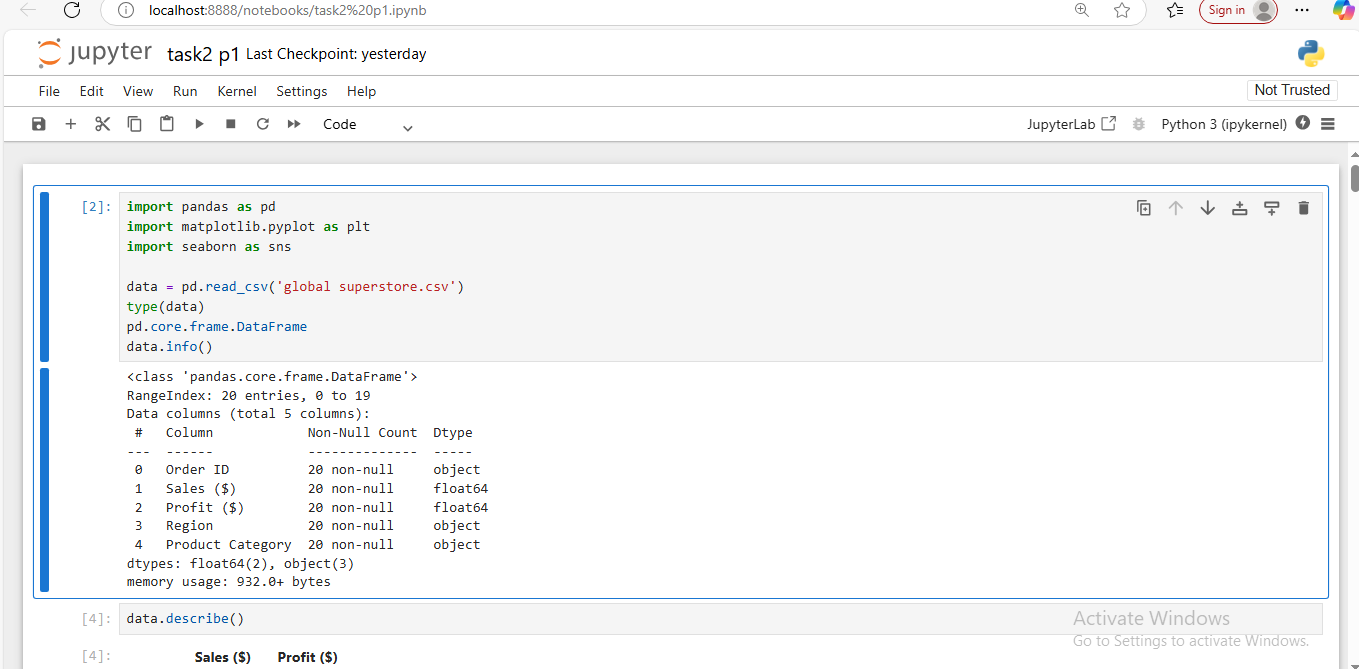 localhost:8888/notebooks/task2%20p1.ipynb
Sign in
jupyter task2 p1 Last Checkpoint: yesterday
File Edit View Run Kernel Settings Help
Not Trusted
Code
JupyterLab
Python 3 (ipykernel)
[2]:
import pandas as pd
import matplotlib.pyplot as plt
import seaborn as sns
data = pd.read_csv('global superstore.csv')
type(data)
pd.core.frame.DataFrame
data.info()
<class 'pandas.core.frame.DataFrame'>
RangeIndex: 20 entries, 0 to 19
Data columns (total 5 columns):
 #   Column            Non-Null Count  Dtype
---  ------            --------------  -----
 0   Order ID          20 non-null     object
 1   Sales ($)         20 non-null     float64
 2   Profit ($)        20 non-null     float64
 3   Region            20 non-null     object
 4   Product Category  20 non-null     object
dtypes: float64(2), object(3)
memory usage: 932.0+ bytes
[4]: data.describe()
Activate Windows
Go to Settings to activate Windows.
[4]: Sales ($) Profit ($)